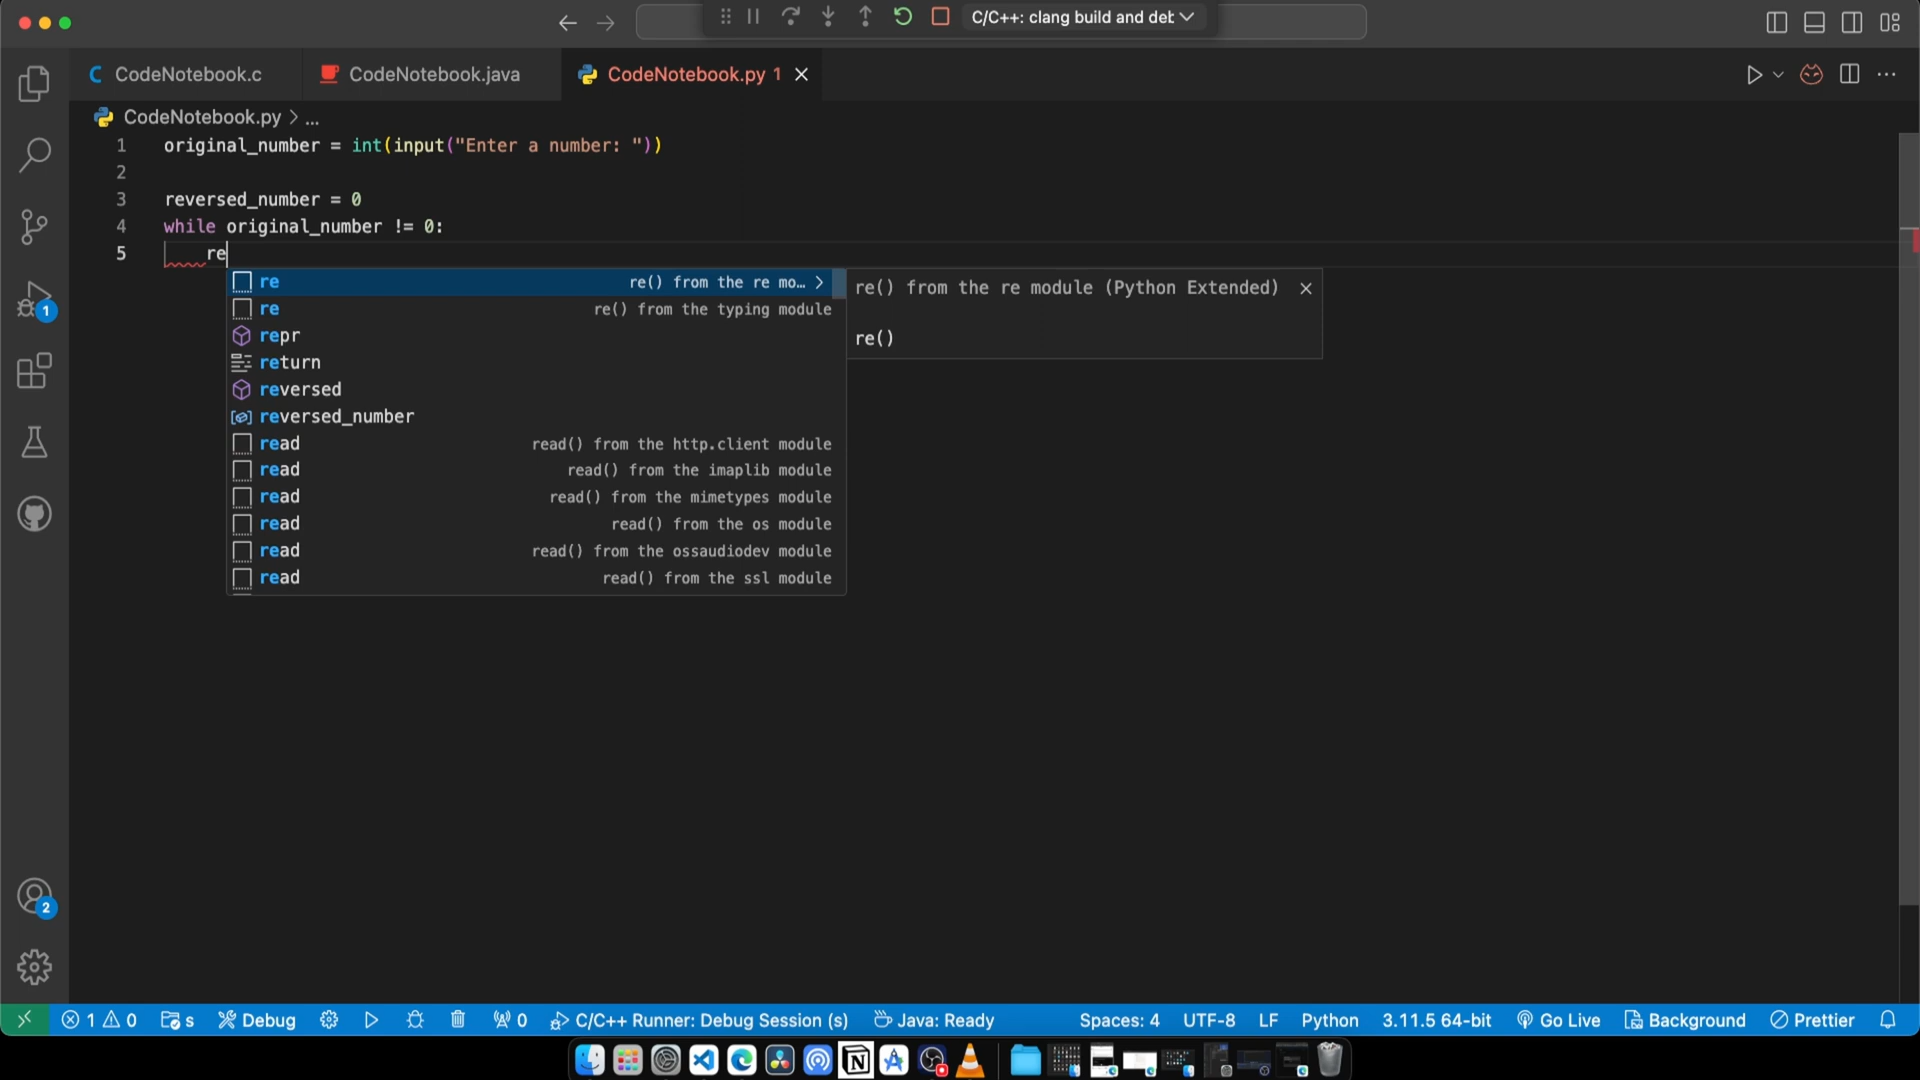 C/C++: clang build and det
CodeNotebook.c
CodeNotebook.java
CodeNotebook.py 1
CodeNotebook.py > ...
1 original_number = int(input("Enter a number: "))
2
3 reversed_number = 0
4 while original_number != 0:
5 re
re re() from the re mo… >
re re() from the typing module
repr
return
reversed
reversed_number
read read() from the http.client module
read read() from the imaplib module
read read() from the mimetypes module
read read() from the os module
read read() from the ossaudiodev module
read read() from the ssl module
re() from the re module (Python Extended)
re()
1
2
1 0 s Debug 0 C/C++ Runner: Debug Session (s) Java: Ready Spaces: 4 UTF-8 LF Python 3.11.5 64-bit Go Live Background Prettier